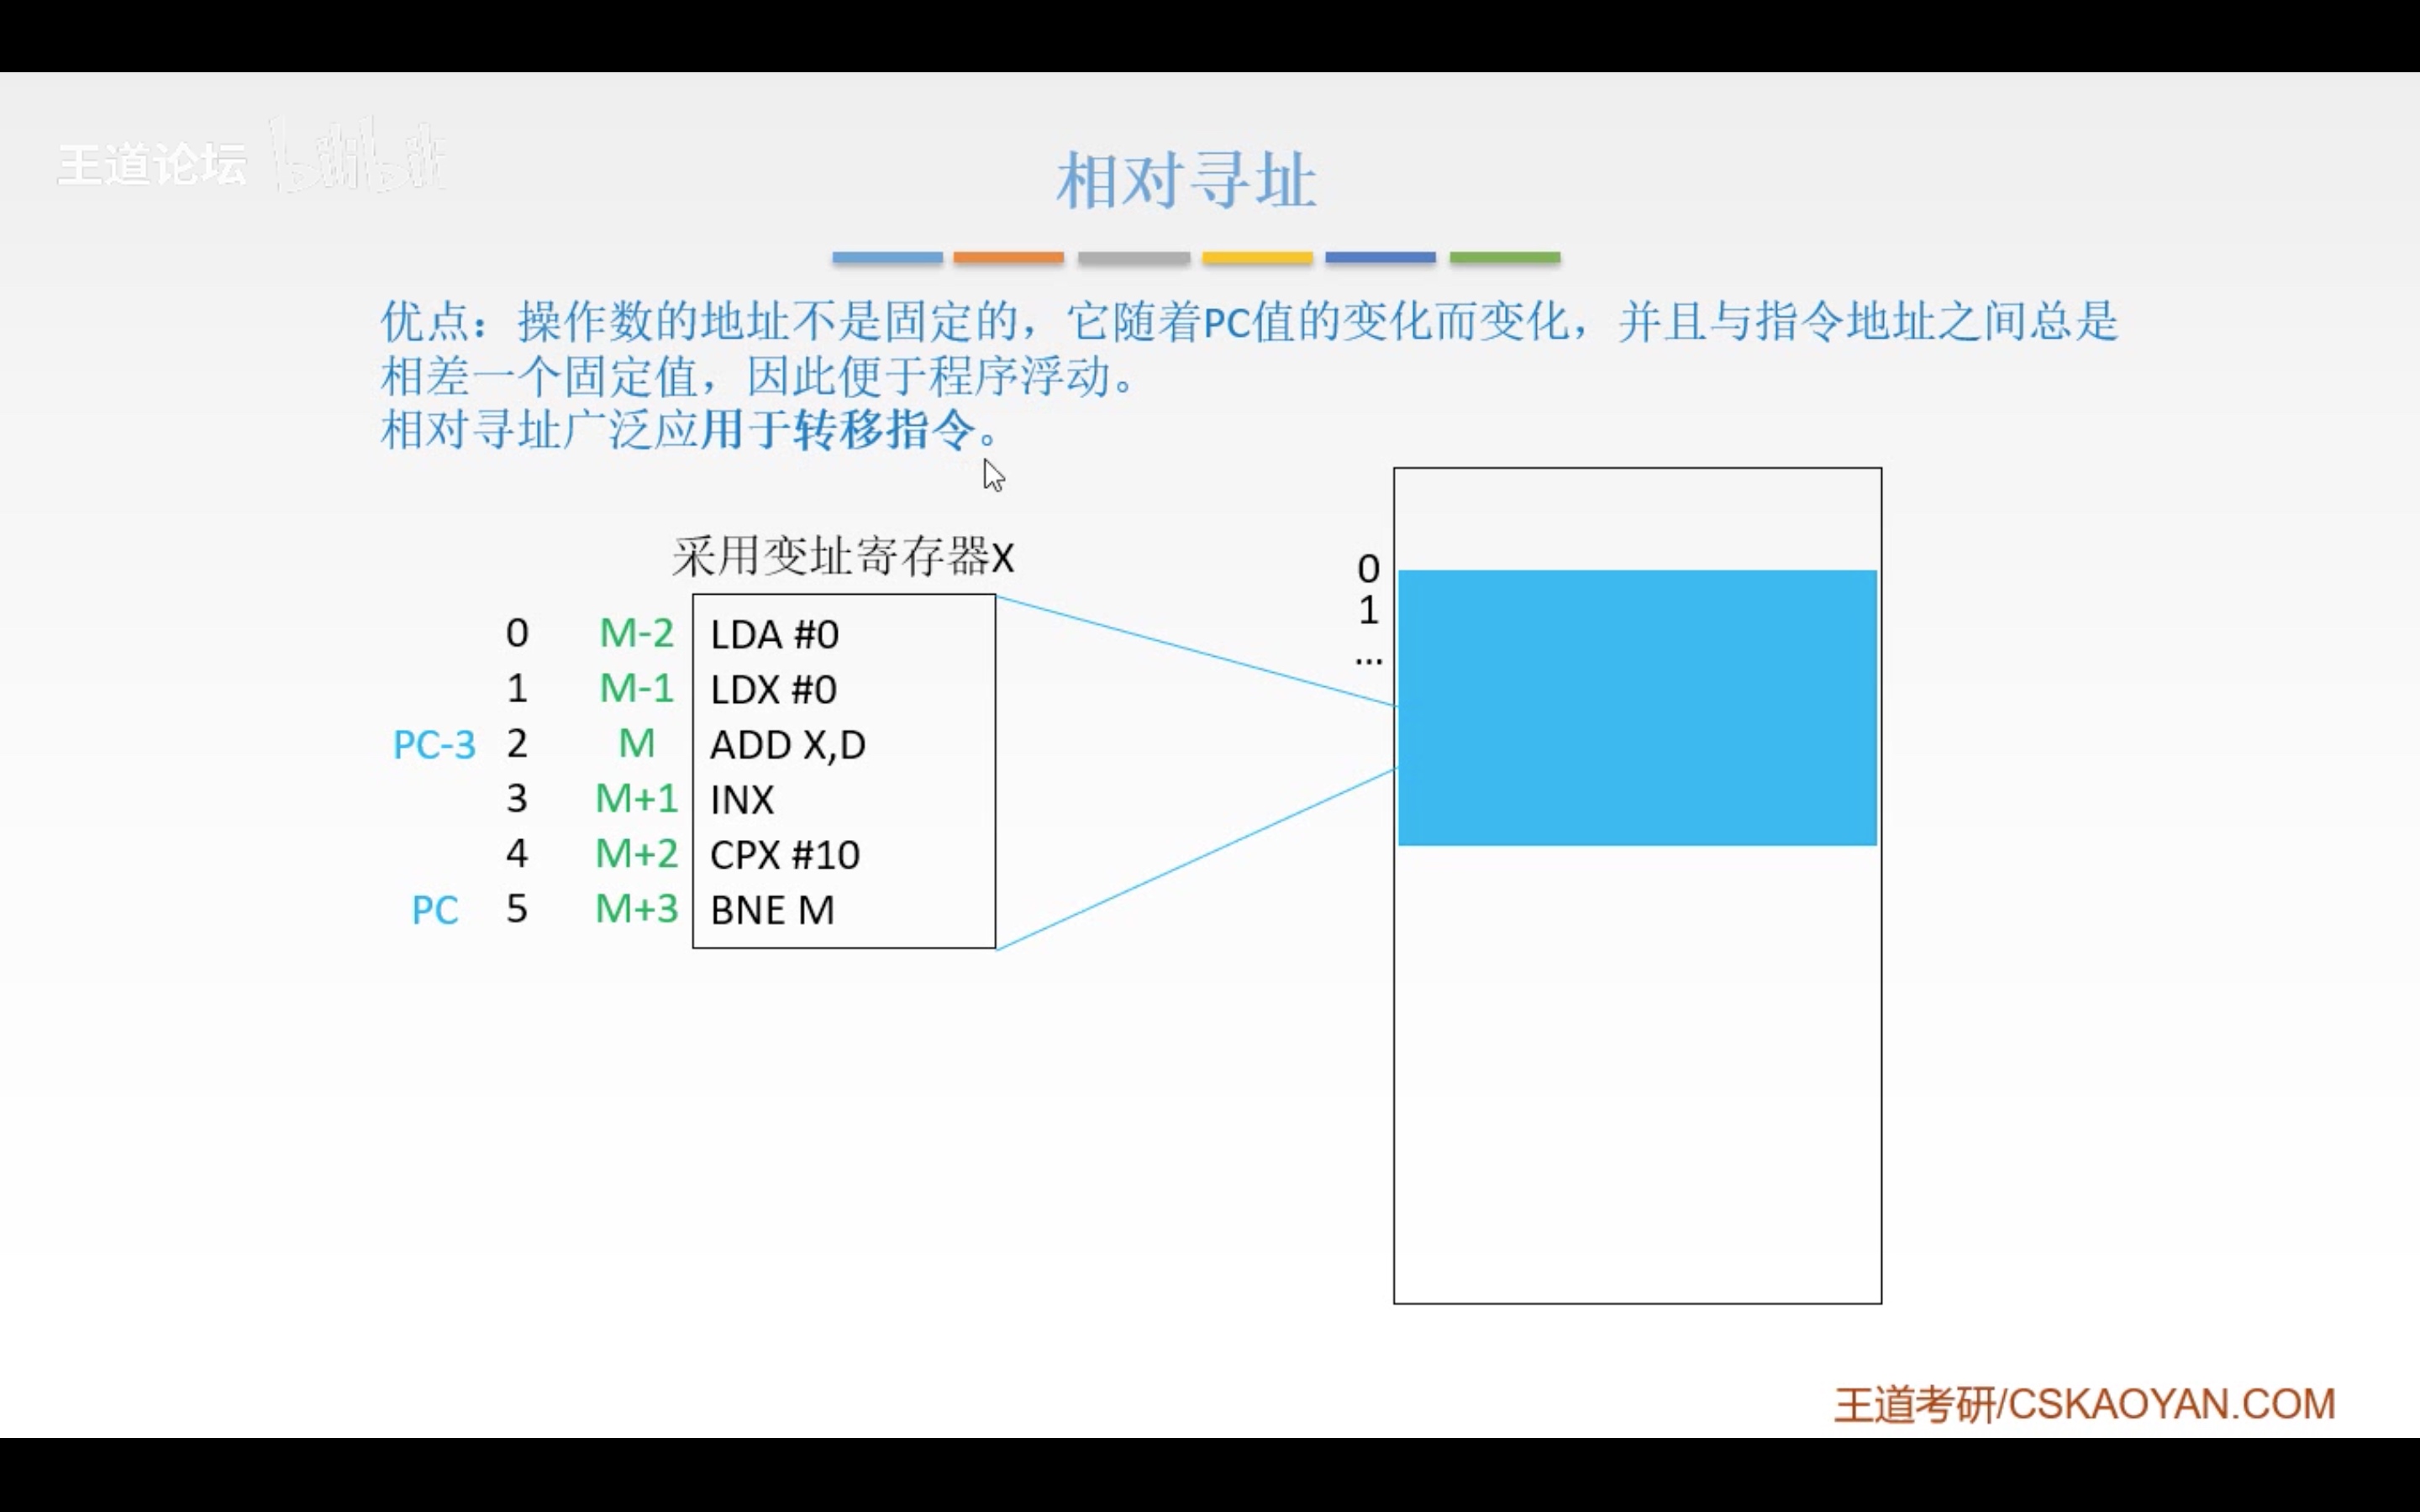 王道论坛 bilibili
相对寻址
优点：操作数的地址不是固定的，它随着PC值的变化而变化，并且与指令地址之间总是
相差一个固定值，因此便于程序浮动。
相对寻址广泛应用于转移指令。
采用变址寄存器X
0 M-2 LDA #0
1 M-1 LDX #0
PC-3 2 M ADD X,D
3 M+1 INX
4 M+2 CPX #10
PC 5 M+3 BNE M
0
1
...
王道考研/CSKAOYAN.COM